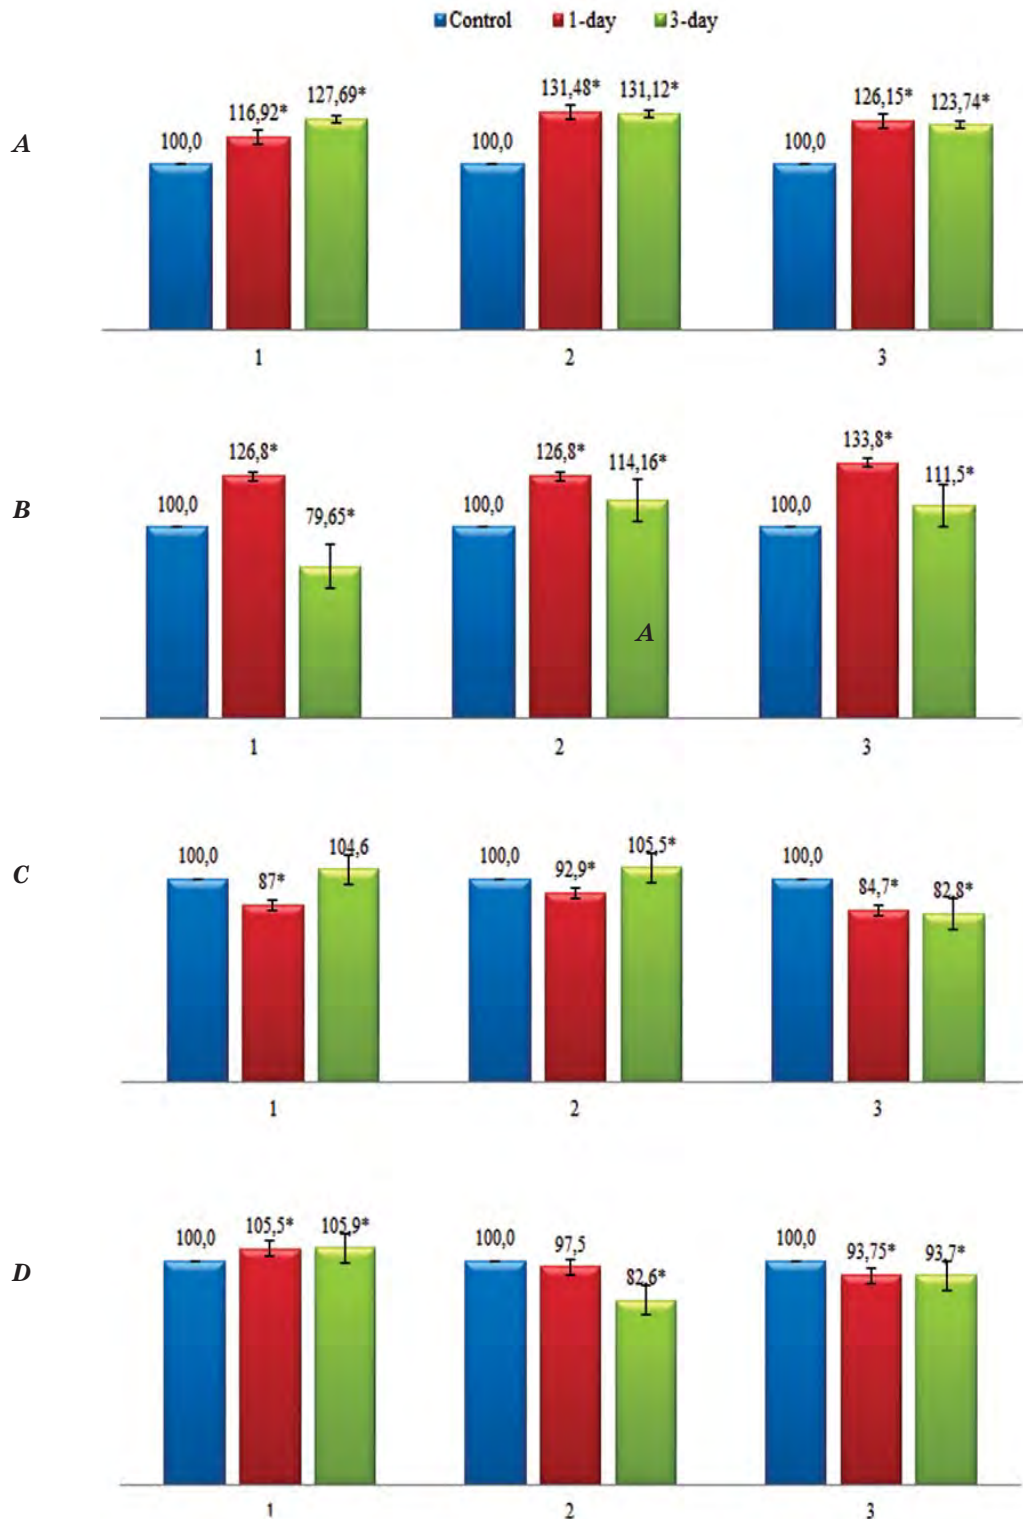 Control 1-day 3-day
A
100,0 116,92* 127,69* 100,0 131,48* 131,12* 100,0 126,15* 123,74*
1 2 3
B
100,0 126,8* 79,65* 100,0 126,8* 114,16* 100,0 133,8* 111,5*
A
1 2 3
C
100,0 87* 104,6 100,0 92,9* 105,5* 100,0 84,7* 82,8*
1 2 3
D
100,0 105,5* 105,9* 100,0 97,5 82,6* 100,0 93,75* 93,7*
1 2 3